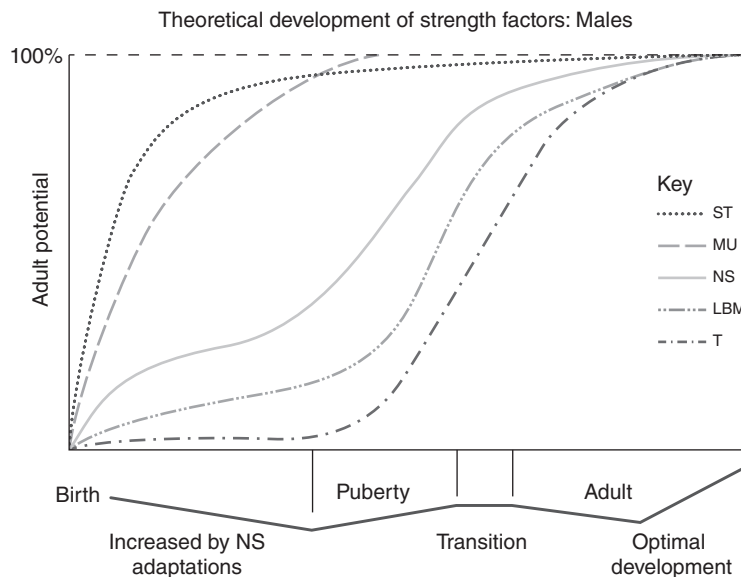 Theoretical development of strength factors: Males
100%
Adult potential
Key
ST
MU
NS
LBM
T
Birth
Puberty
Adult
Increased by NS
adaptations
Transition
Optimal
development